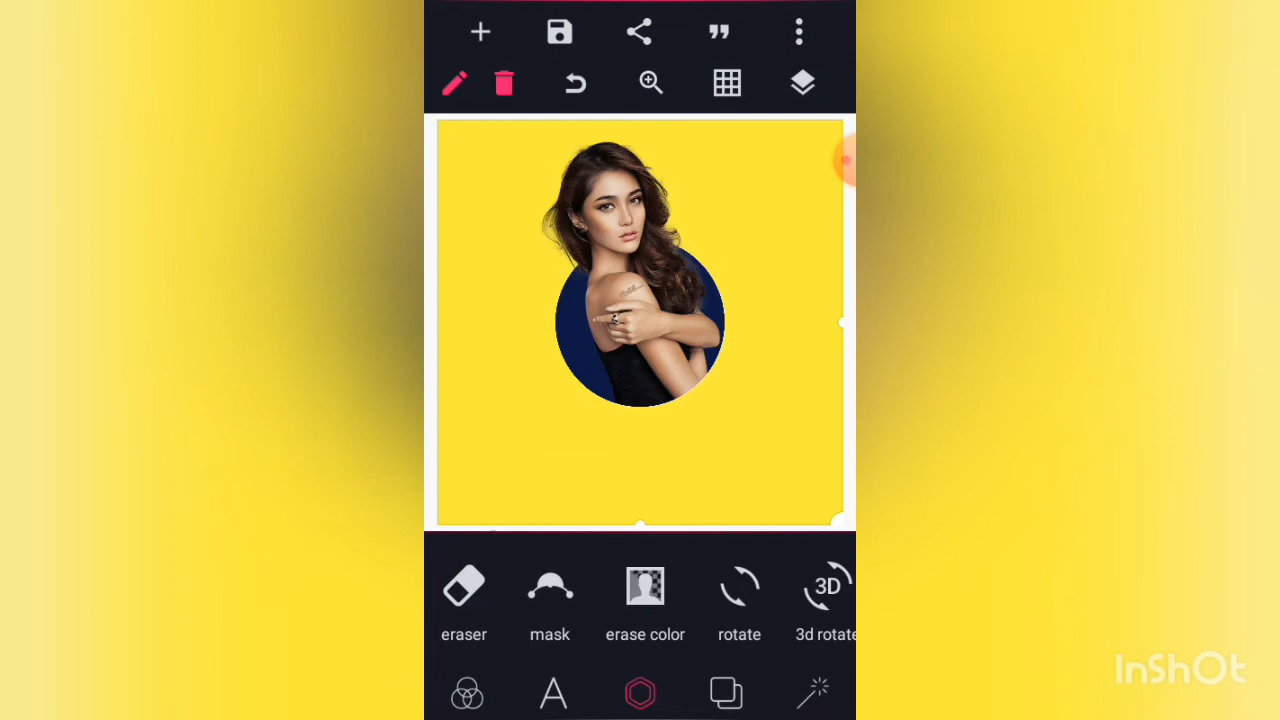 eraser
mask
erase color
rotate
3D
3d rotate
InShOt